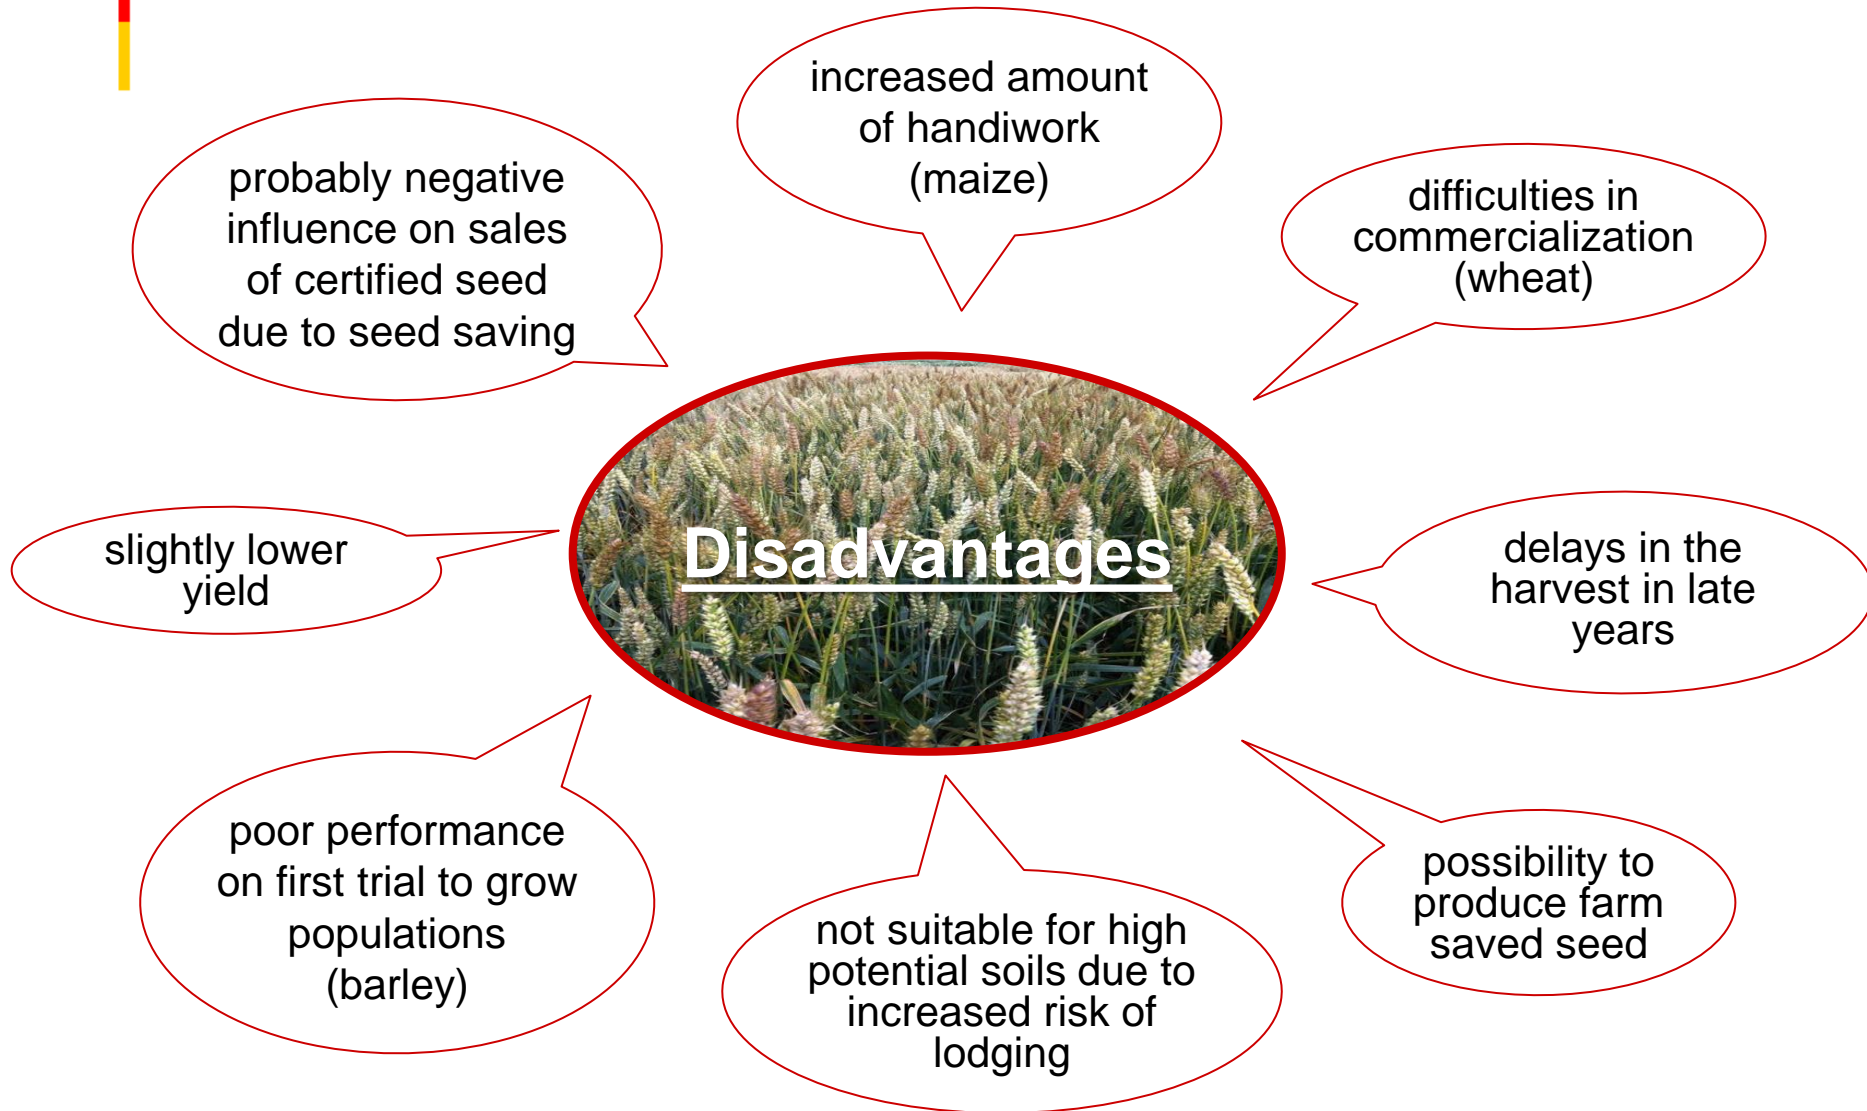 increased amount
of handiwork
(maize)
probably negative
influence on sales
of certified seed
due to seed saving
difficulties in
commercialization
(wheat)
Disadvantages
slightly lower
yield
delays in the
harvest in late
years
poor performance
on first trial to grow
populations
(barley)
not suitable for high
potential soils due to
increased risk of
lodging
possibility to
produce farm
saved seed